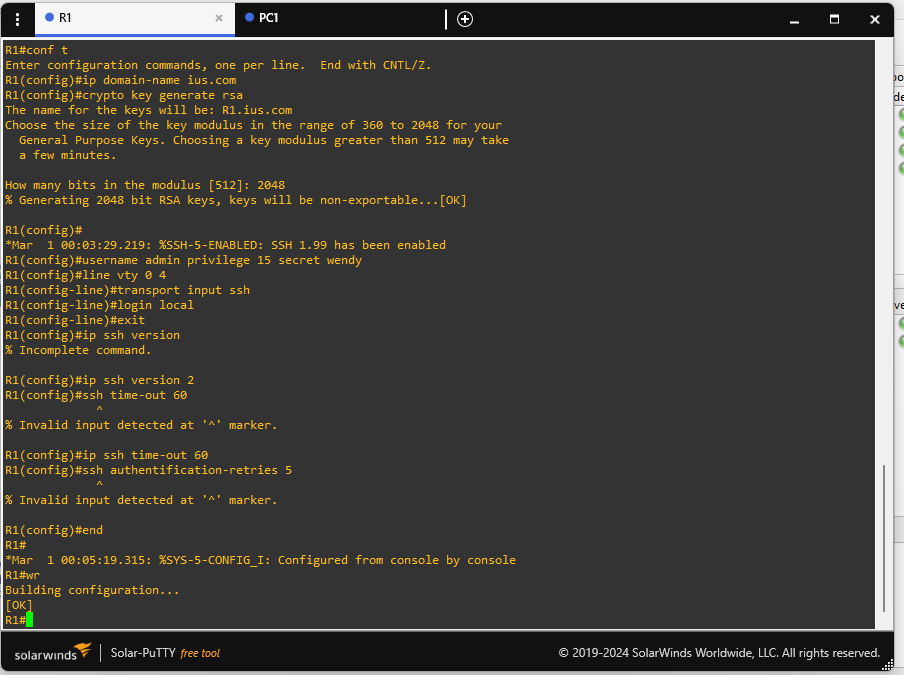 R1
PC1
R1#conf t
Enter configuration commands, one per line.  End with CNTL/Z.
R1(config)#ip domain-name ius.com
R1(config)#crypto key generate rsa
The name for the keys will be: R1.ius.com
Choose the size of the key modulus in the range of 360 to 2048 for your
  General Purpose Keys. Choosing a key modulus greater than 512 may take
  a few minutes.
How many bits in the modulus [512]: 2048
% Generating 2048 bit RSA keys, keys will be non-exportable...[OK]
R1(config)#
*Mar  1 00:03:29.219: %SSH-5-ENABLED: SSH 1.99 has been enabled
R1(config)#username admin privilege 15 secret wendy
R1(config)#line vty 0 4
R1(config-line)#transport input ssh
R1(config-line)#login local
R1(config-line)#exit
R1(config)#ip ssh version
% Incomplete command.
R1(config)#ip ssh version 2
R1(config)#ssh time-out 60
             ^
% Invalid input detected at '^' marker.
R1(config)#ip ssh time-out 60
R1(config)#ssh authentification-retries 5
             ^
% Invalid input detected at '^' marker.
R1(config)#end
R1#
*Mar  1 00:05:19.315: %SYS-5-CONFIG_I: Configured from console by console
R1#wr
Building configuration...
[OK]
R1#
solarwinds
Solar-PuTTY free tool
© 2019-2024 SolarWinds Worldwide, LLC. All rights reserved.